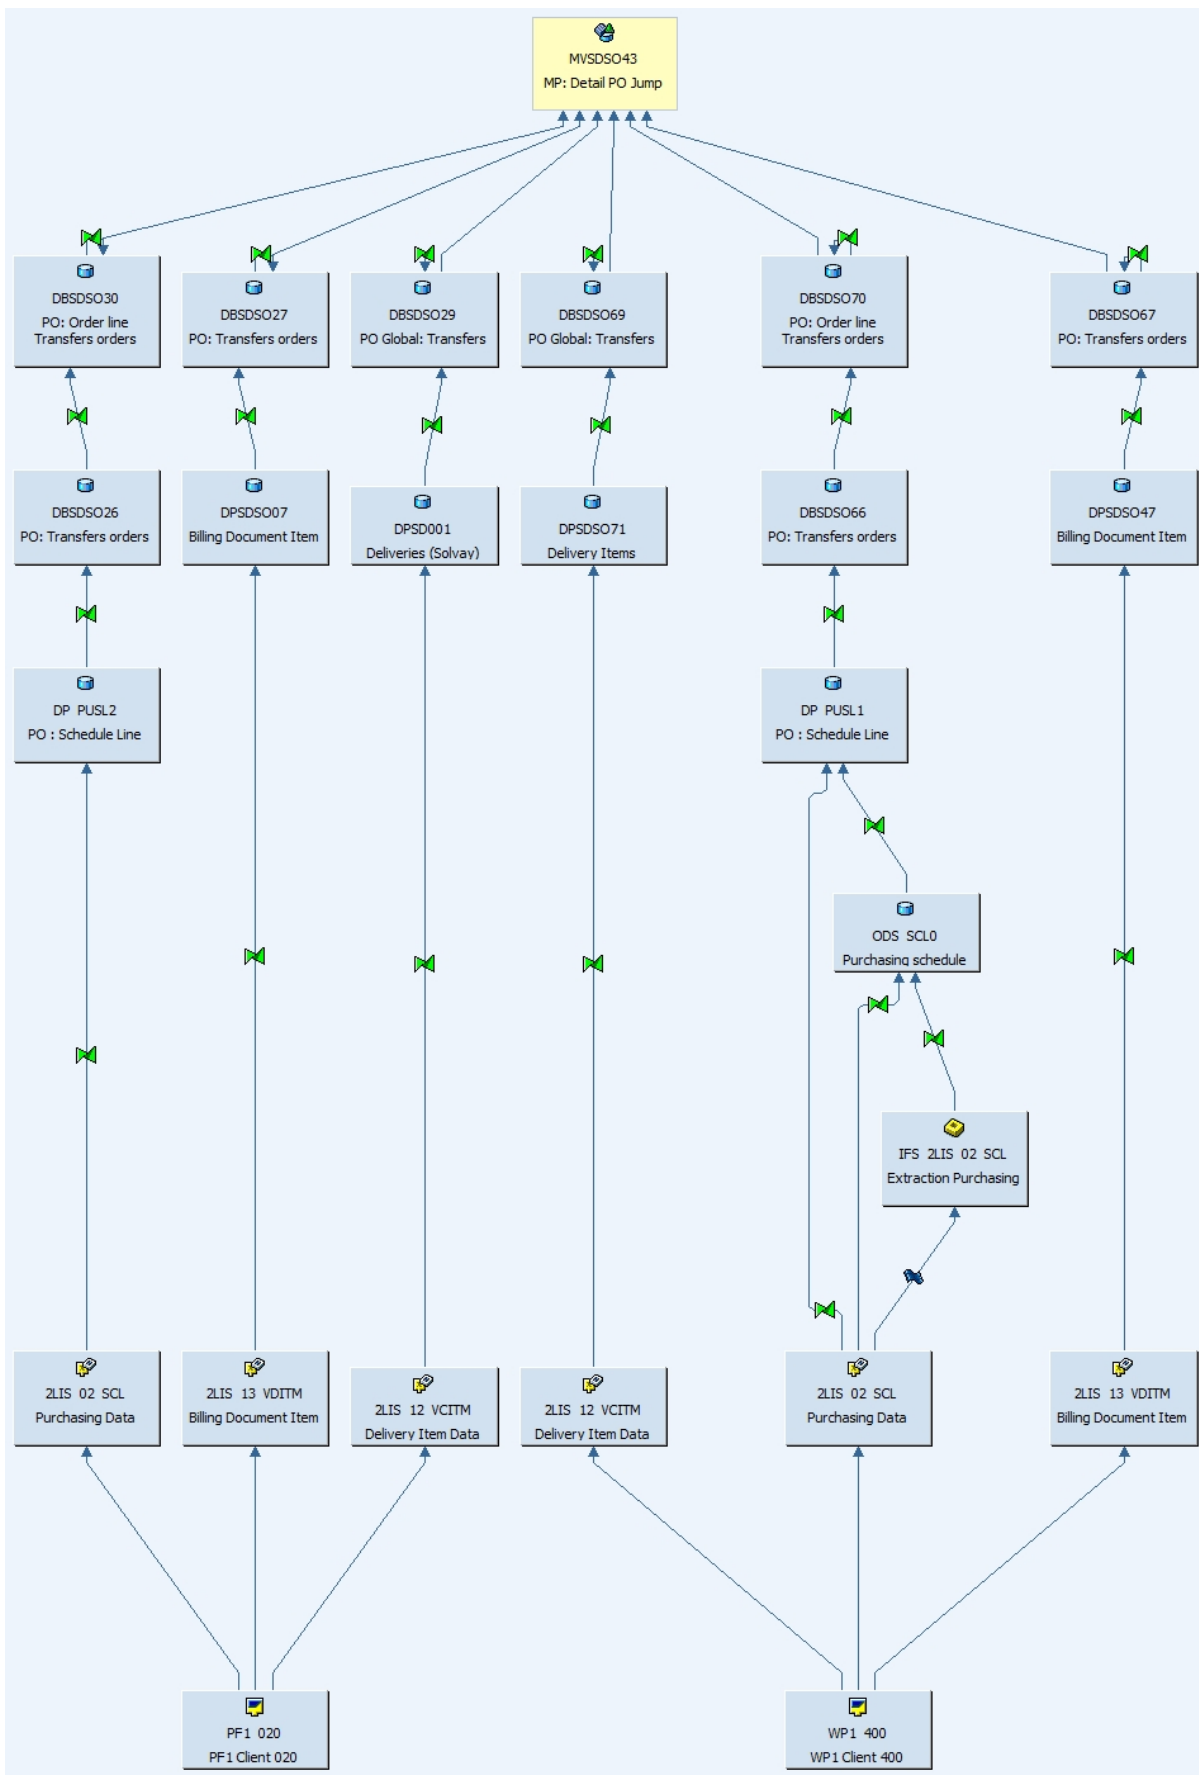 MVSDSO43
MP: Detail PO Jump
DBSDSO30
PO: Order line
Transfers orders
DBSDSO27
PO: Transfers orders
DBSDSO29
PO Global: Transfers
DBSDSO69
PO Global: Transfers
DBSDSO70
PO: Order line
Transfers orders
DBSDSO67
PO: Transfers orders
DBSDSO26
PO: Transfers orders
DPSDSO07
Billing Document Item
DPSD001
Deliveries (Solvay)
DPSDSO71
Delivery Items
DBSDSO66
PO: Transfers orders
DPSDSO47
Billing Document Item
DP PUSL2
PO : Schedule Line
DP PUSL1
PO : Schedule Line
ODS SCL0
Purchasing schedule
IFS 2LIS 02 SCL
Extraction Purchasing
2LIS 02 SCL
Purchasing Data
2LIS 13 VDITM
Billing Document Item
2LIS 12 VCITM
Delivery Item Data
2LIS 12 VCITM
Delivery Item Data
2LIS 02 SCL
Purchasing Data
2LIS 13 VDITM
Billing Document Item
PF1 020
PF1 Client 020
WP1 400
WP1 Client 400